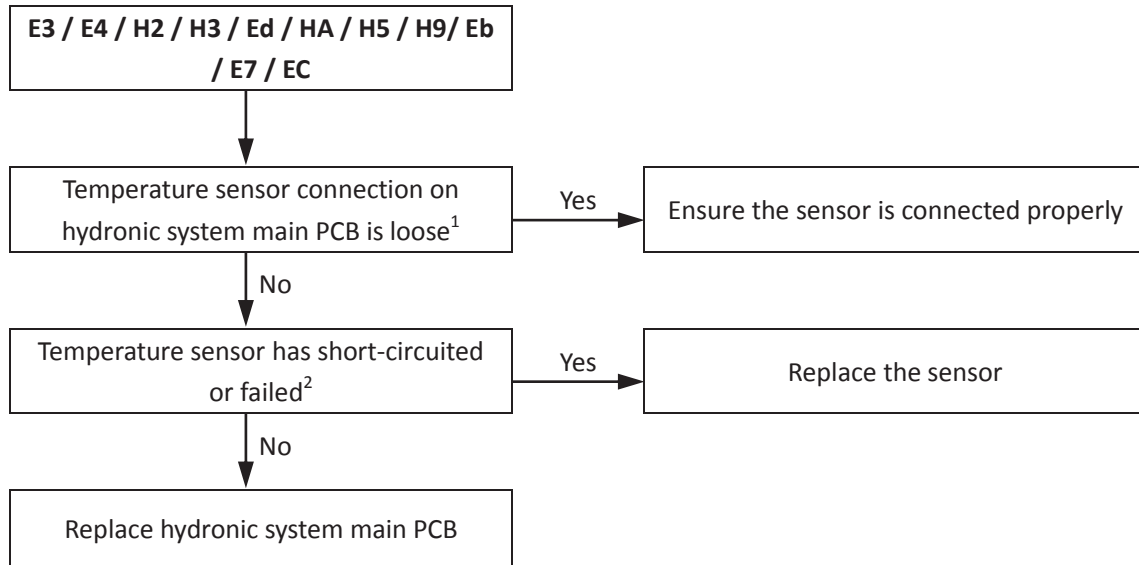 E3 / E4 / H2 / H3 / Ed / HA / H5 / H9/ Eb
/ E7 / EC
Temperature sensor connection on
hydronic system main PCB is loose¹
Yes
Ensure the sensor is connected properly
No
Temperature sensor has short-circuited
or failed²
Yes
Replace the sensor
No
Replace hydronic system main PCB